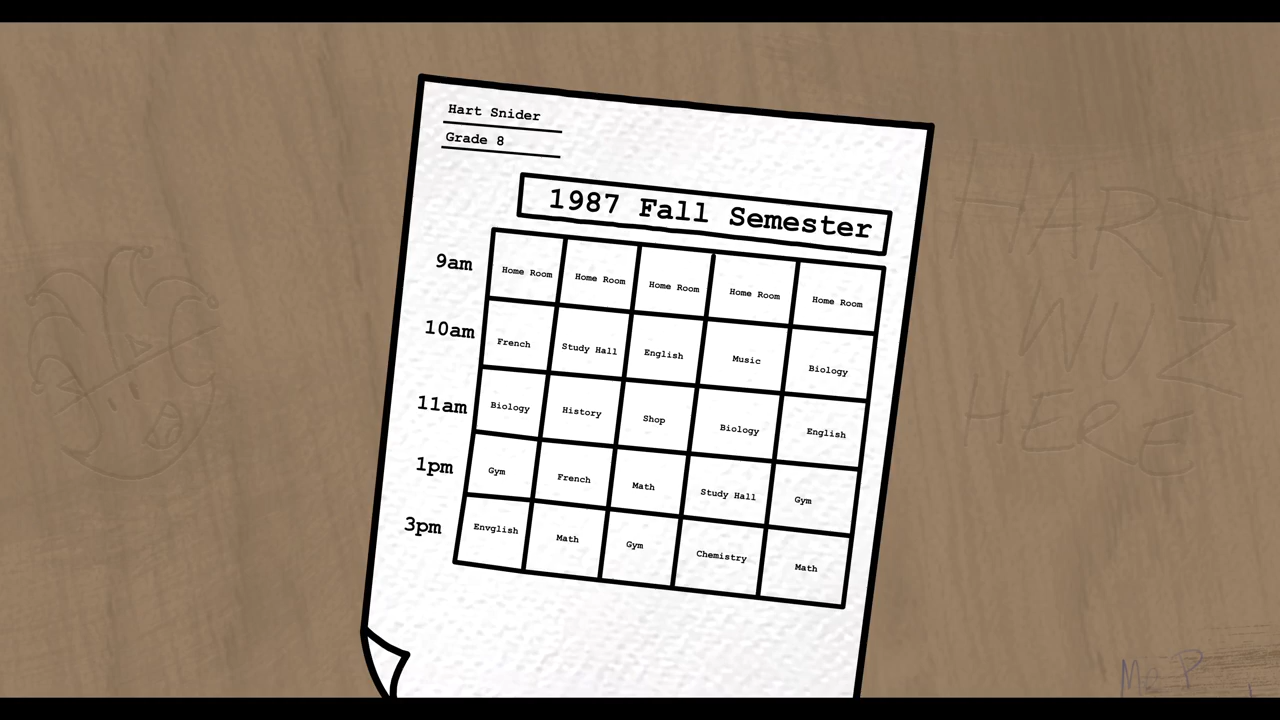 Hart Snider
Grade 8
1987 Fall Semester
9am Home Room Home Room Home Room Home Room Home Room
10am French Study Hall English Music Biology
11am Biology History Shop Biology English
1pm Gym French Math Study Hall Gym
3pm Envglish Math Gym Chemistry Math
HART
WUZ
HERE